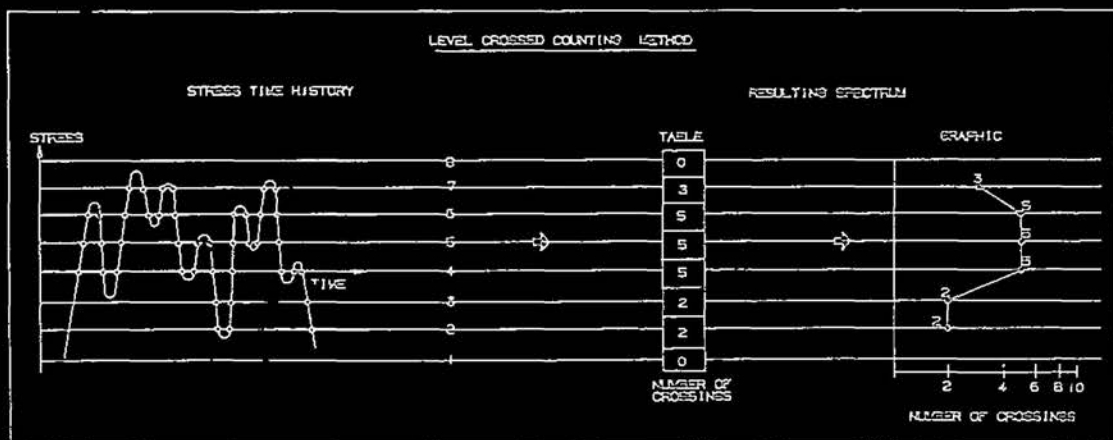 LEVEL CROSSED COUNTING METHOD
STRESS TIME HISTORY
RESULTING SPECTRUM
STRESS
TABLE
GRAPHIC
8
0
7
3
3
6
5
5
5
5
5
4
5
5
TIME
3
2
2
2
2
2
1
0
NUMBER OF
CROSSINGS
2 4 6 8 10
NUMBER OF CROSSINGS